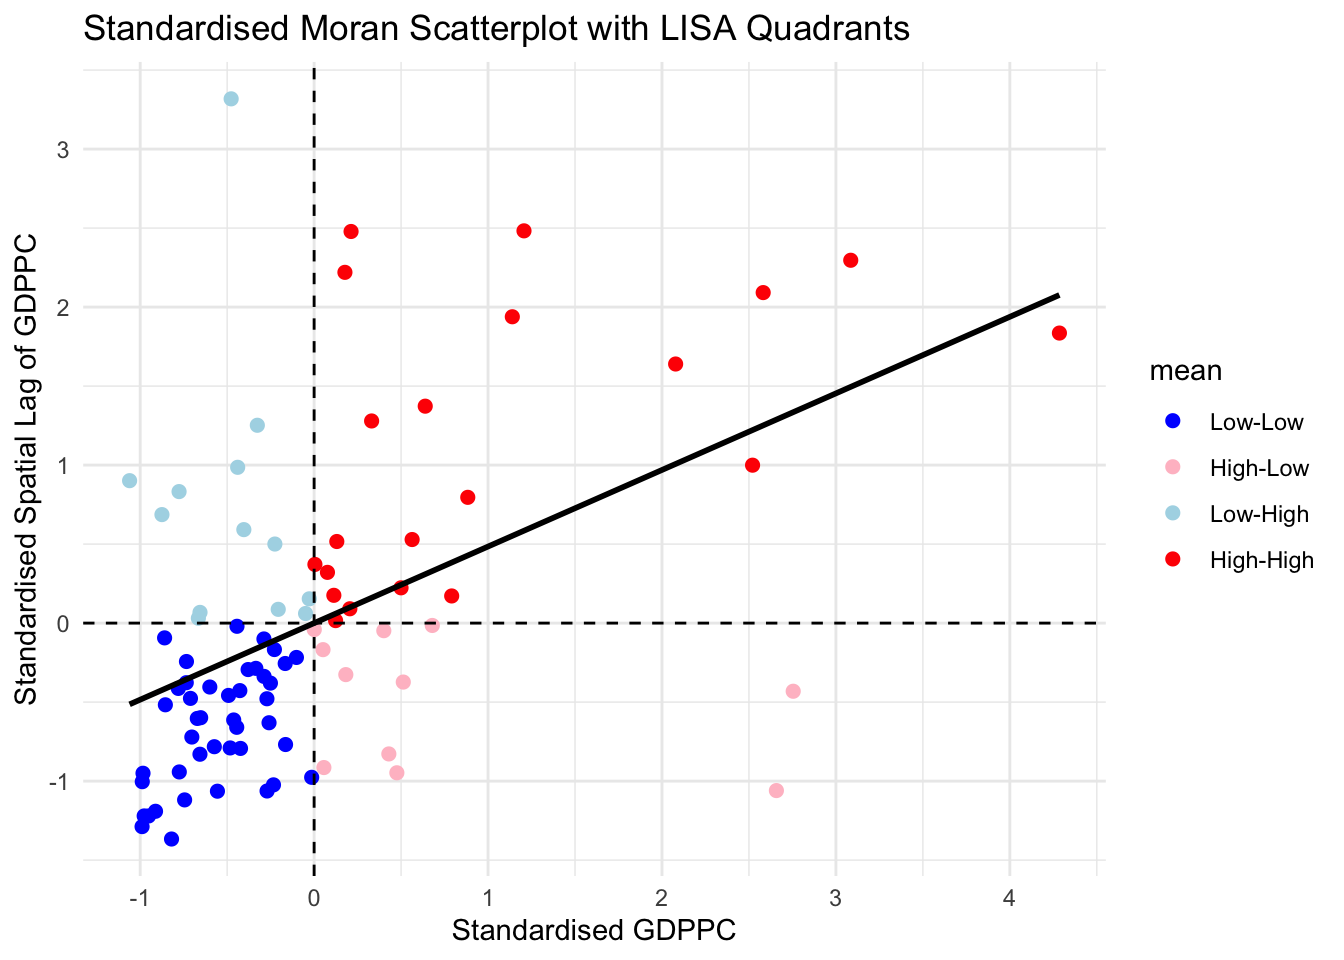 Standardised Moran Scatterplot with LISA Quadrants
Standardised Spatial Lag of GDPPC
3
2
1
0
-1
-1 0 1 2 3 4
Standardised GDPPC
mean
Low-Low
High-Low
Low-High
High-High